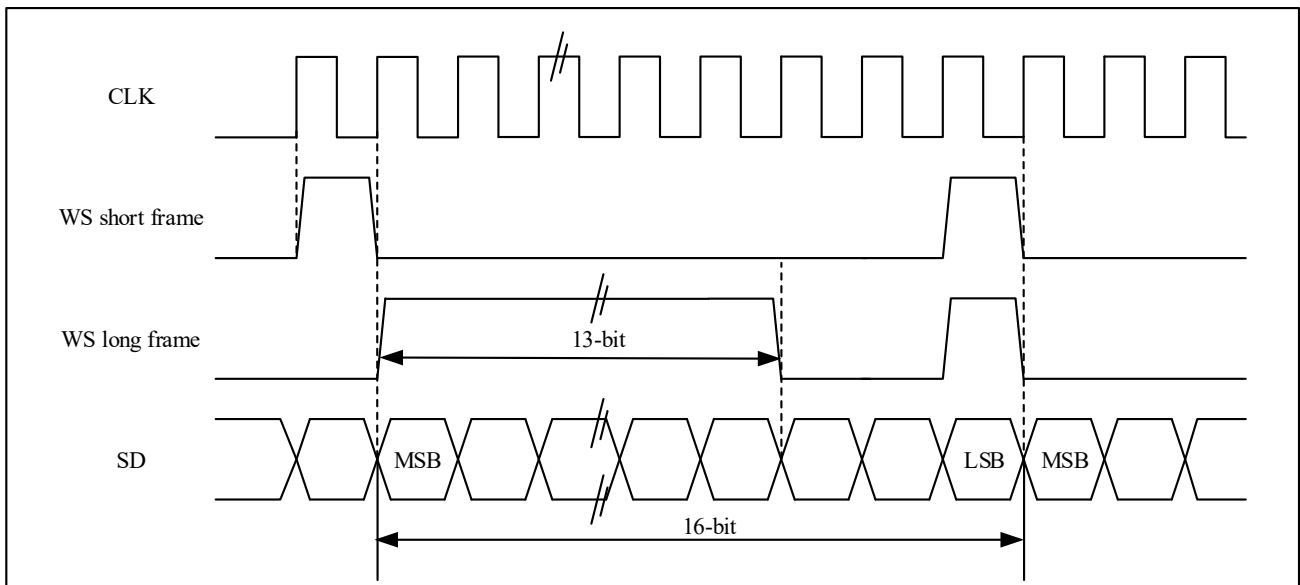 CLK
WS short frame
WS long frame
13-bit
SD
MSB
LSB
MSB
16-bit